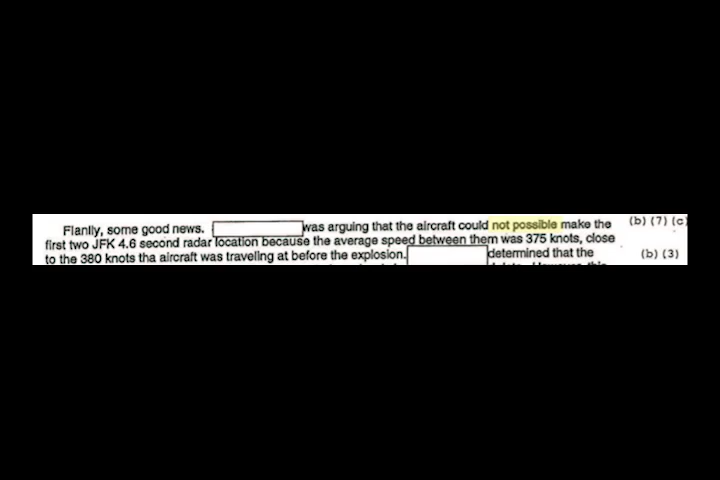 Flanlly, some good news. was arguing that the aircraft could not possible make the (b) (7) (c)
first two JFK 4.6 second radar location because the average speed between them was 375 knots, close
to the 380 knots tha aircraft was traveling at before the explosion. determined that the (b) (3)